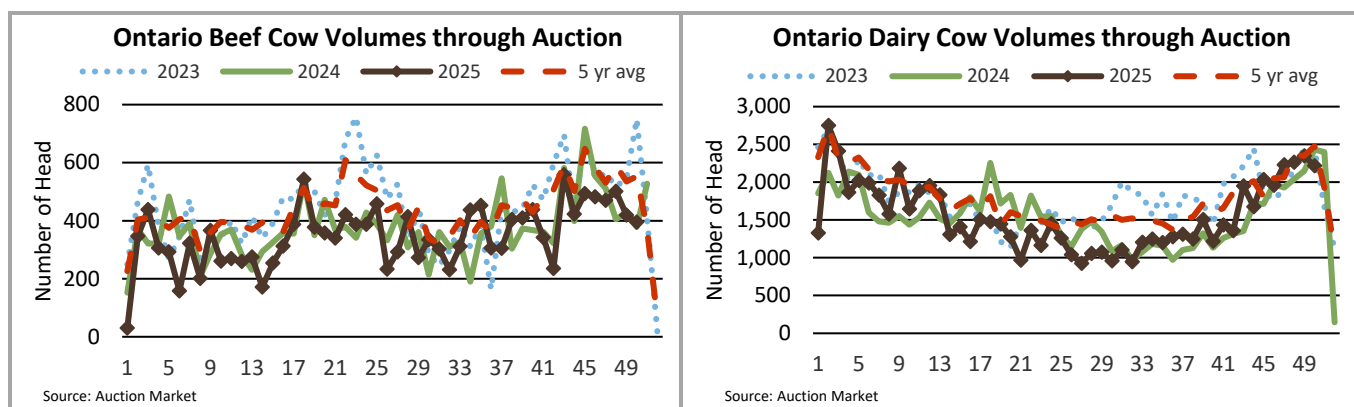 Ontario Beef Cow Volumes through Auction
2023 2024 2025 5 yr avg
800
600
400
200
0
Number of Head
1 5 9 13 17 21 25 29 33 37 41 45 49
Source: Auction Market
Ontario Dairy Cow Volumes through Auction
2023 2024 2025 5 yr avg
3,000
2,500
2,000
1,500
1,000
500
0
Number of Head
1 5 9 13 17 21 25 29 33 37 41 45 49
Source: Auction Market